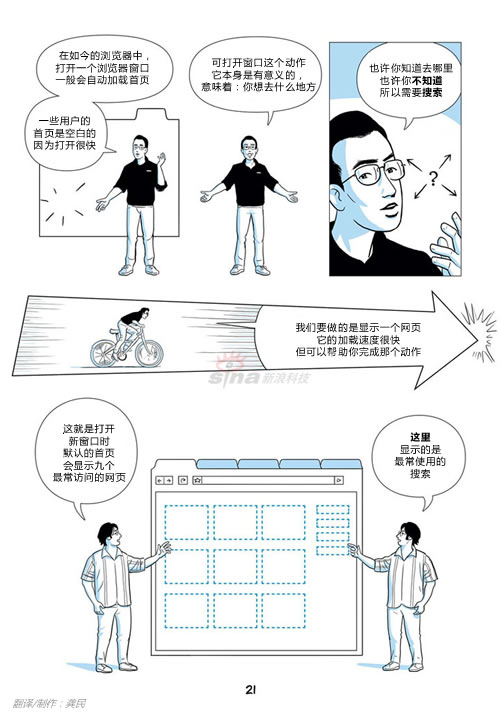 在如今的浏览器中，
打开一个浏览器窗口
一般会自动加载首页
一些用户的
首页是空白的
因为打开很快
可打开窗口这个动作
它本身是有意义的，
意味着：你想去什么地方
也许你知道去哪里
也许你不知道
所以需要搜索
?
我们要做的是显示一个网页
它的加载速度很快
但可以帮助你完成那个动作
sina 新浪科技
这就是打开
新窗口时
默认的首页
会显示九个
最常访问的网页
这里
显示的是
最常使用的
搜索
21
翻译/制作：龚民